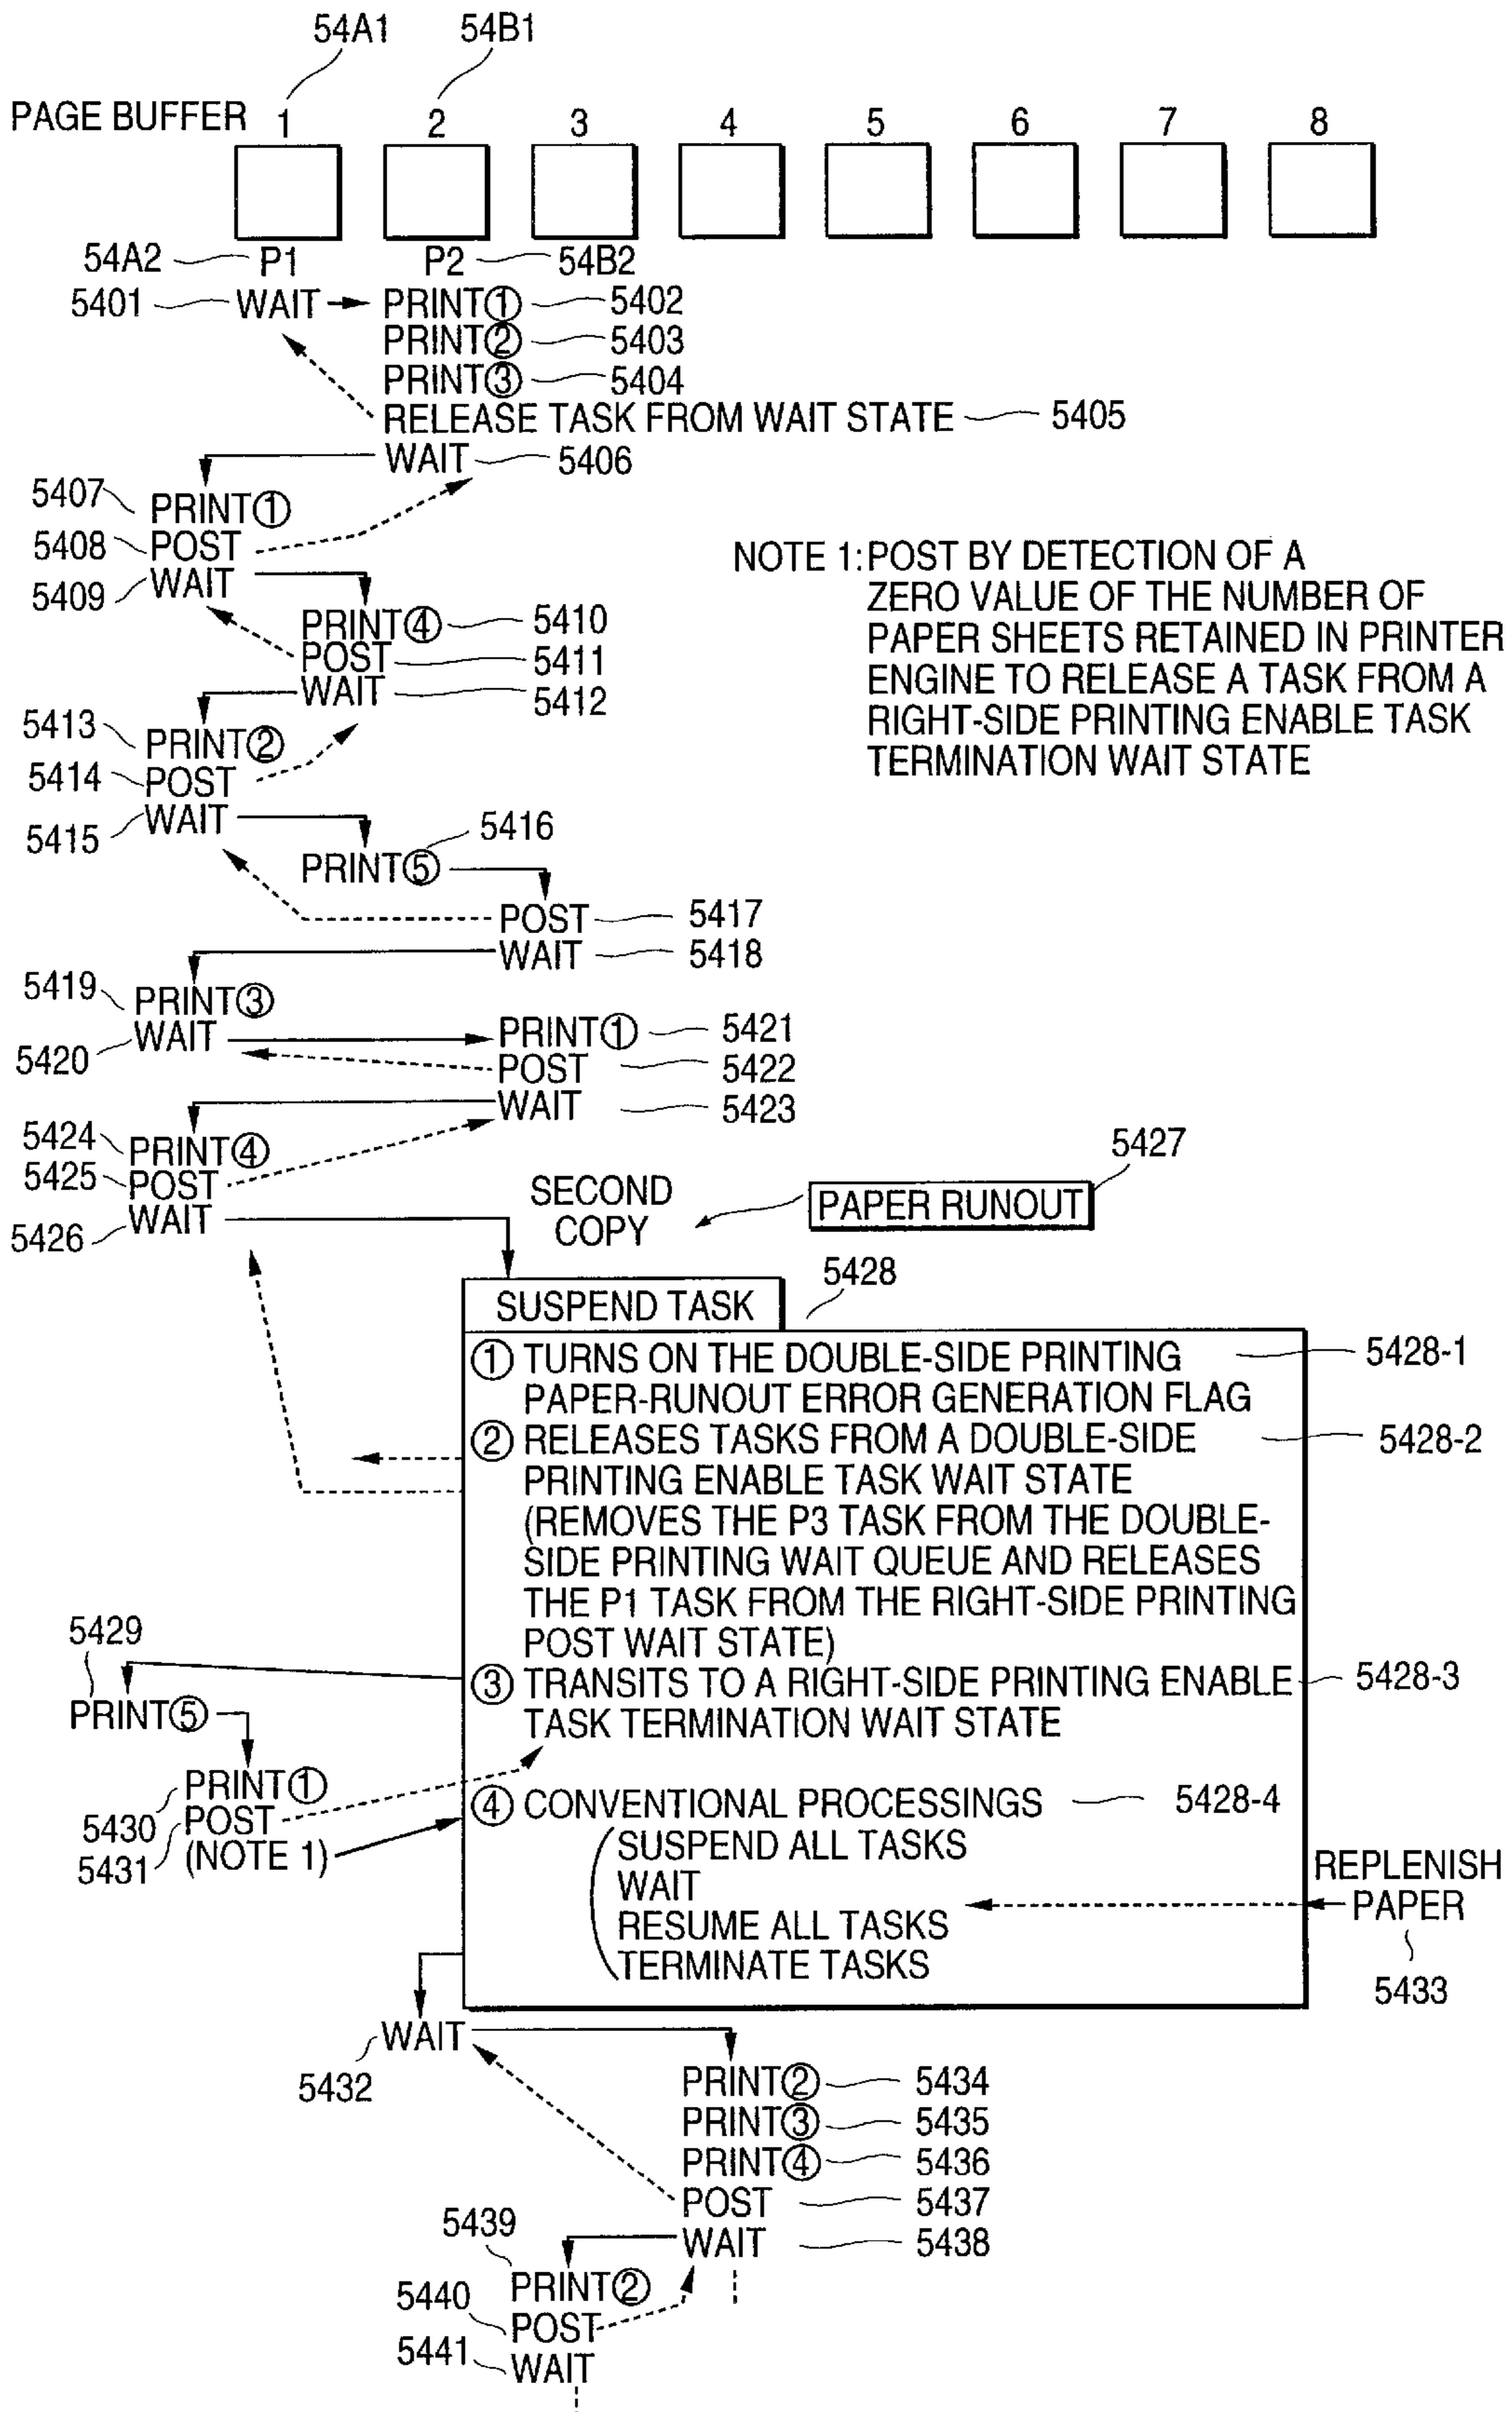 54A1 54B1
PAGE BUFFER 1 2 3 4 5 6 7 8
54A2 P1 P2 54B2
5401 WAIT PRINT① 5402
PRINT② 5403
PRINT③ 5404
RELEASE TASK FROM WAIT STATE 5405
WAIT 5406
5407 PRINT①
5408 POST
5409 WAIT
NOTE 1: POST BY DETECTION OF A
ZERO VALUE OF THE NUMBER OF
PAPER SHEETS RETAINED IN PRINTER
ENGINE TO RELEASE A TASK FROM A
RIGHT-SIDE PRINTING ENABLE TASK
TERMINATION WAIT STATE
PRINT④ 5410
POST 5411
WAIT 5412
5413 PRINT②
5414 POST
5415 WAIT
PRINT⑤ 5416
POST 5417
WAIT 5418
5419 PRINT③
5420 WAIT
PRINT① 5421
POST 5422
WAIT 5423
5424 PRINT④
5425 POST
5426 WAIT
SECOND
COPY
PAPER RUNOUT 5427
SUSPEND TASK 5428
① TURNS ON THE DOUBLE-SIDE PRINTING 5428-1
PAPER-RUNOUT ERROR GENERATION FLAG
② RELEASES TASKS FROM A DOUBLE-SIDE 5428-2
PRINTING ENABLE TASK WAIT STATE
(REMOVES THE P3 TASK FROM THE DOUBLE-
SIDE PRINTING WAIT QUEUE AND RELEASES
THE P1 TASK FROM THE RIGHT-SIDE PRINTING
POST WAIT STATE)
③ TRANSITS TO A RIGHT-SIDE PRINTING ENABLE 5428-3
TASK TERMINATION WAIT STATE
5429
PRINT⑤
5430 PRINT①
5431 POST
(NOTE 1)
④ CONVENTIONAL PROCESSINGS 5428-4
SUSPEND ALL TASKS
WAIT
RESUME ALL TASKS
TERMINATE TASKS
REPLENISH
PAPER
5433
WAIT
5432
PRINT② 5434
PRINT③ 5435
PRINT④ 5436
POST 5437
WAIT 5438
5439 PRINT②
5440 POST
5441 WAIT